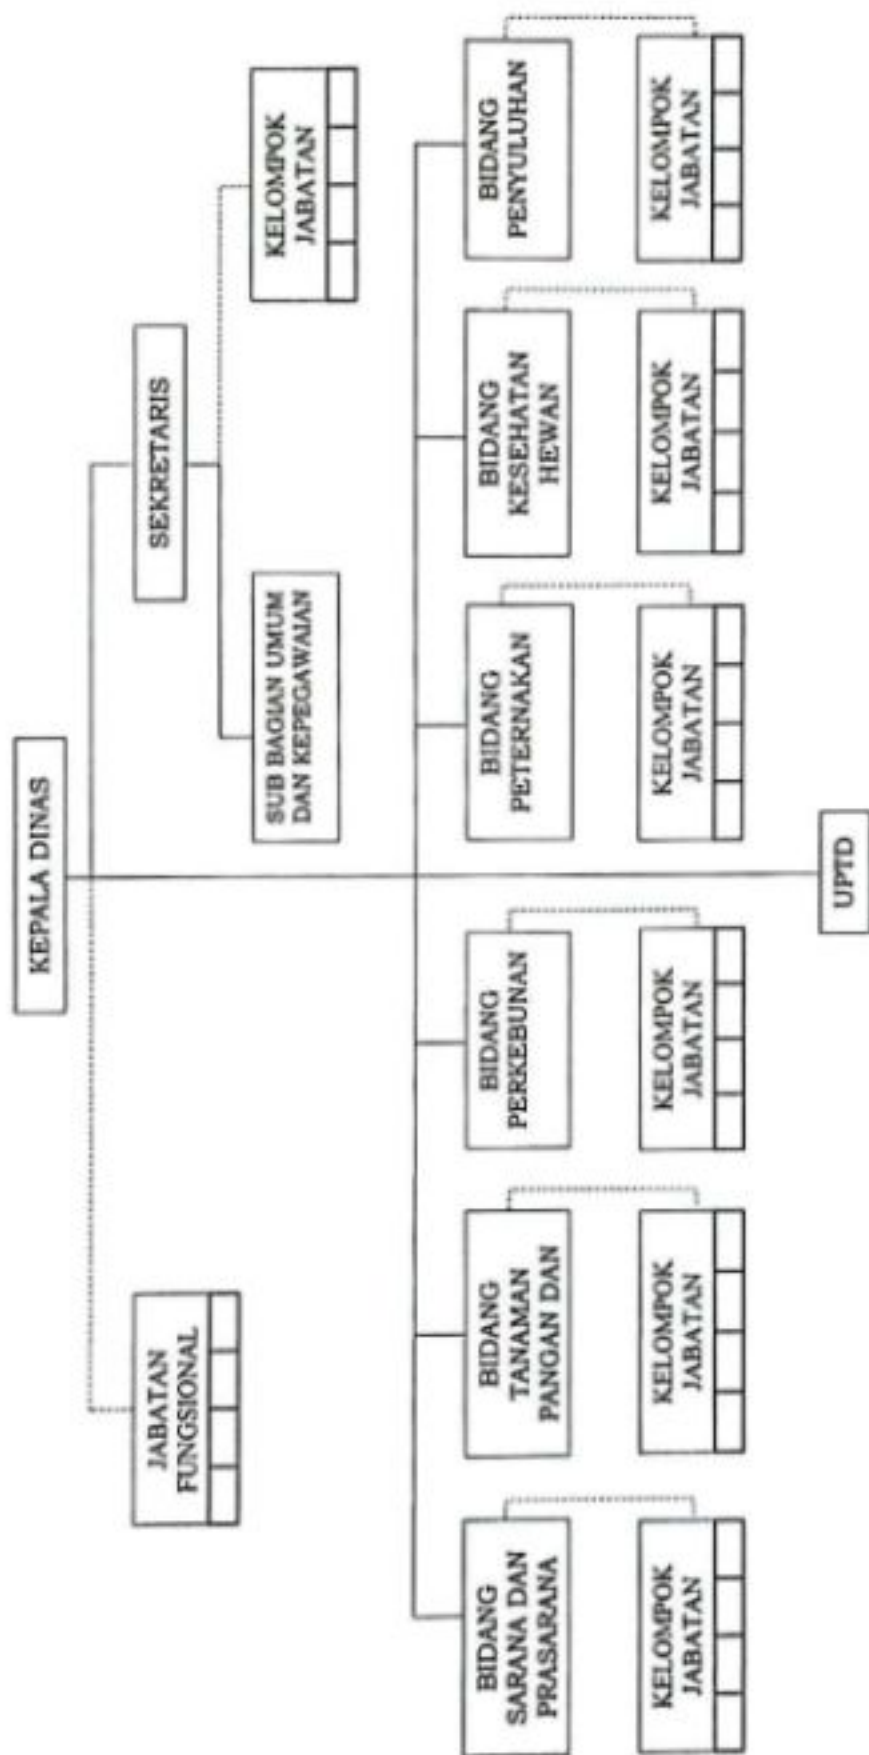 KEPALA DINAS
JABATAN
FUNGSIONAL
SEKRETARIS
SUB BAGIAN UMUM
DAN KEPEGAWAIAN
KELOMPOK
JABATAN
BIDANG
SARANA DAN
PRASARANA
BIDANG
TANAMAN
PANGAN DAN
BIDANG
PERKEBUNAN
BIDANG
PETERNAKAN
BIDANG
KESEHATAN
HEWAN
BIDANG
PENYULUHAN
KELOMPOK
JABATAN
KELOMPOK
JABATAN
KELOMPOK
JABATAN
KELOMPOK
JABATAN
KELOMPOK
JABATAN
KELOMPOK
JABATAN
UPTD